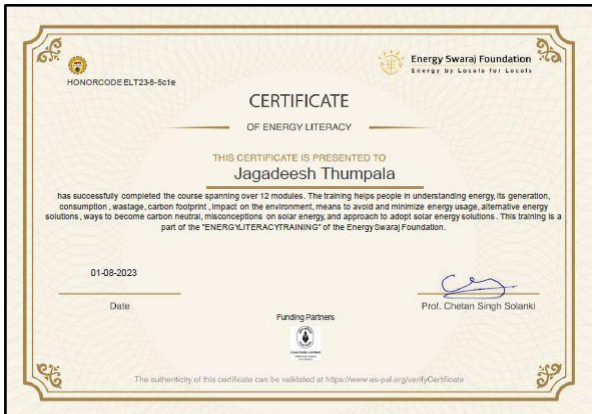 Energy Swaraj Foundation
Energy by Locals for Locals
HONORCODE ELT23-6-5c1e
CERTIFICATE
OF ENERGY LITERACY
THIS CERTIFICATE IS PRESENTED TO
Jagadeesh Thumpala
has successfully completed the course spanning over 12 modules. The training helps people in understanding energy, its generation,
consumption , wastage, carbon footprint , impact on the environment, means to avoid and minimize energy usage, alternative energy
solutions , ways to become carbon neutral, misconceptions on solar energy, and approach to adopt solar energy solutions . This training is a
part of the "ENERGYLITERACYTRAINING" of the Energy Swaraj Foundation.
01-08-2023
Date
Prof. Chetan Singh Solanki
Funding Partners
The authenticity of this certificate can be validated at https://www.es-pal.org/verifyCertificate